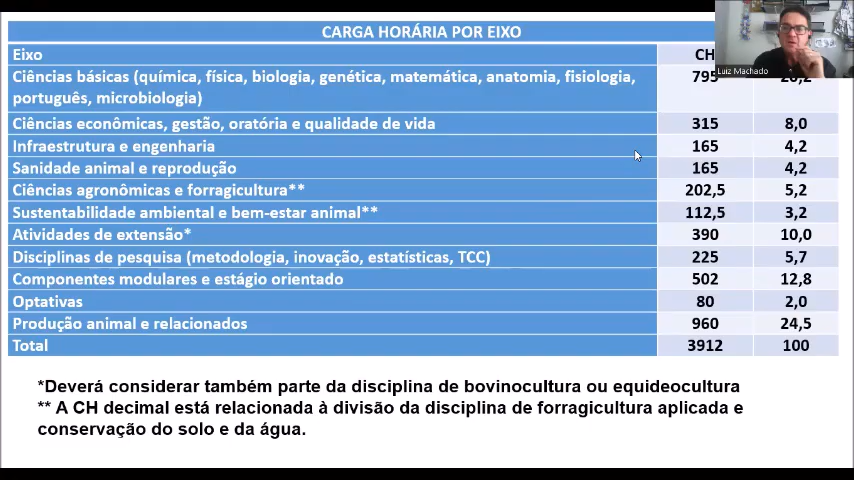 CARGA HORÁRIA POR EIXO
Eixo CH
Ciências básicas (química, física, biologia, genética, matemática, anatomia, fisiologia, 795
português, microbiologia)
Ciências econômicas, gestão, oratória e qualidade de vida 315 8,0
Infraestrutura e engenharia 165 4,2
Sanidade animal e reprodução 165 4,2
Ciências agronômicas e forragicultura** 202,5 5,2
Sustentabilidade ambiental e bem-estar animal** 112,5 3,2
Atividades de extensão* 390 10,0
Disciplinas de pesquisa (metodologia, inovação, estatísticas, TCC) 225 5,7
Componentes modulares e estágio orientado 502 12,8
Optativas 80 2,0
Produção animal e relacionados 960 24,5
Total 3912 100
*Deverá considerar também parte da disciplina de bovinocultura ou equideocultura
** A CH decimal está relacionada à divisão da disciplina de forragicultura aplicada e
conservação do solo e da água.
Luiz Machado